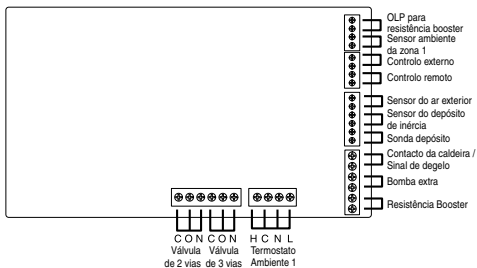 OLP para
resistência booster
Sensor ambiente
da zona 1
Controlo externo
Controlo remoto
Sensor do ar exterior
Sensor do depósito
de inércia
Sonda depósito
Contacto da caldeira /
Sinal de degelo
Bomba extra
Resistência Booster
C O N C O N H C N L
Válvula Válvula Termostato
de 2 vias de 3 vias Ambiente 1